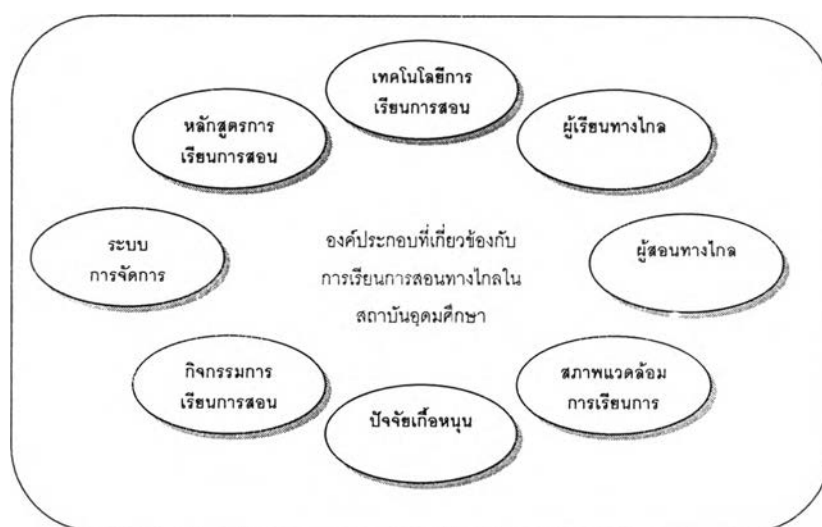 เทคโนโลยีการ
เรียนการสอน
หลักสูตรการ
เรียนการสอน
ผู้เรียนทางไกล
ระบบ
การจัดการ
องค์ประกอบที่เกี่ยวข้องกับ
การเรียนการสอนทางไกลใน
สถาบันอุดมศึกษา
ผู้สอนทางไกล
กิจกรรมการ
เรียนการสอน
ปัจจัยเกื้อหนุน
สภาพแวดล้อม
การเรียนการ